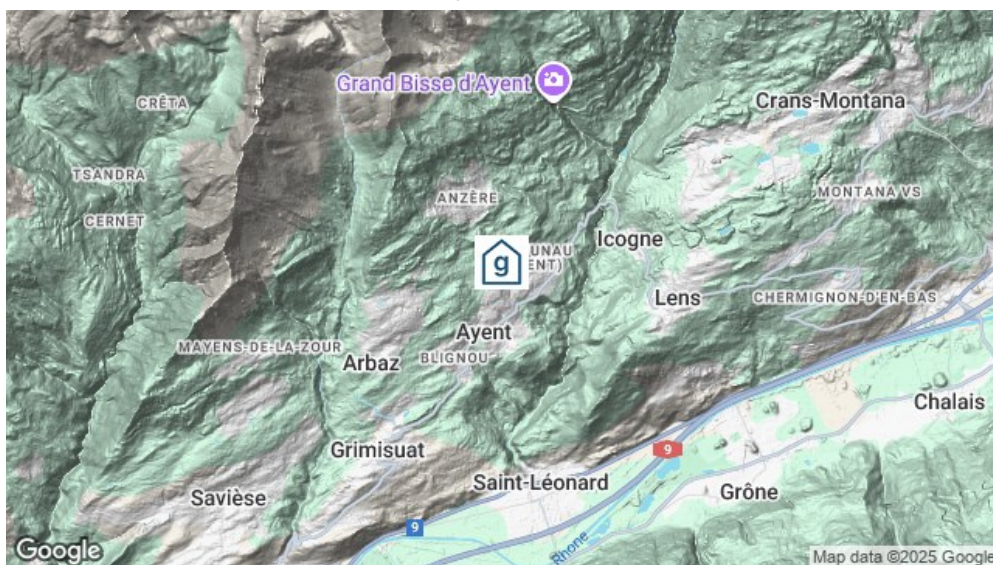 Grand Bisse d'Ayent
Crans-Montana
CRÊTA
TSANDRA
ANZÈRE
MONTANA VS
CERNET
Icogne
g
Lens
CHERMIGNON-D'EN-BAS
Ayent
MAYENS-DE-LA-ZOUR
BLIGNOU
Arbaz
Chalais
Grimisuat
9
Saint-Léonard
Grône
Savièse
9
Rhone
Google
Map data ©2025 Google